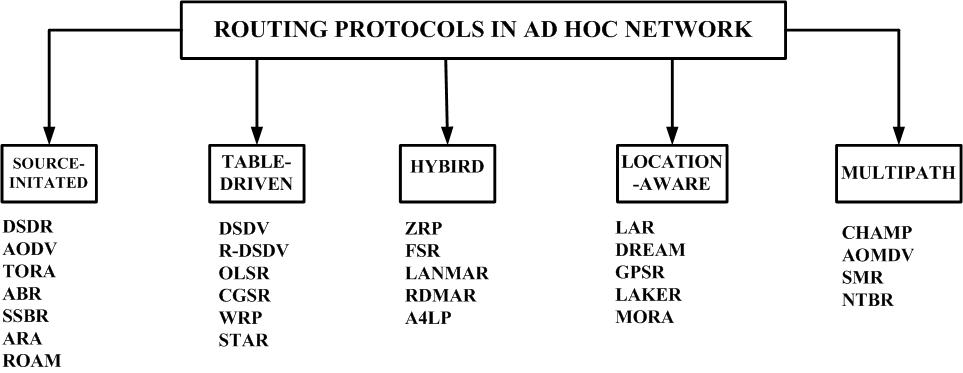 ROUTING PROTOCOLS IN AD HOC NETWORK
SOURCE-
INITATED
DSDR
AODV
TORA
ABR
SSBR
ARA
ROAM
TABLE-
DRIVEN
DSDV
R-DSDV
OLSR
CGSR
WRP
STAR
HYBIRD
ZRP
FSR
LANMAR
RDMAR
A4LP
LOCATION
-AWARE
LAR
DREAM
GPSR
LAKER
MORA
MULTIPATH
CHAMP
AOMDV
SMR
NTBR